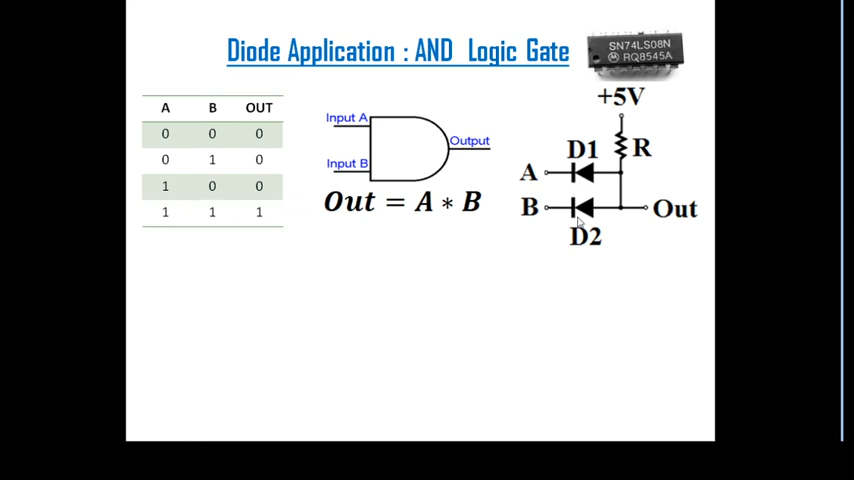 Diode Application : AND Logic Gate
SN74LS08N
RQ8545A
A B OUT
0 0 0
0 1 0
1 0 0
1 1 1
Input A
Input B
Output
Out = A * B
+5V
R
D1
A
B
Out
D2